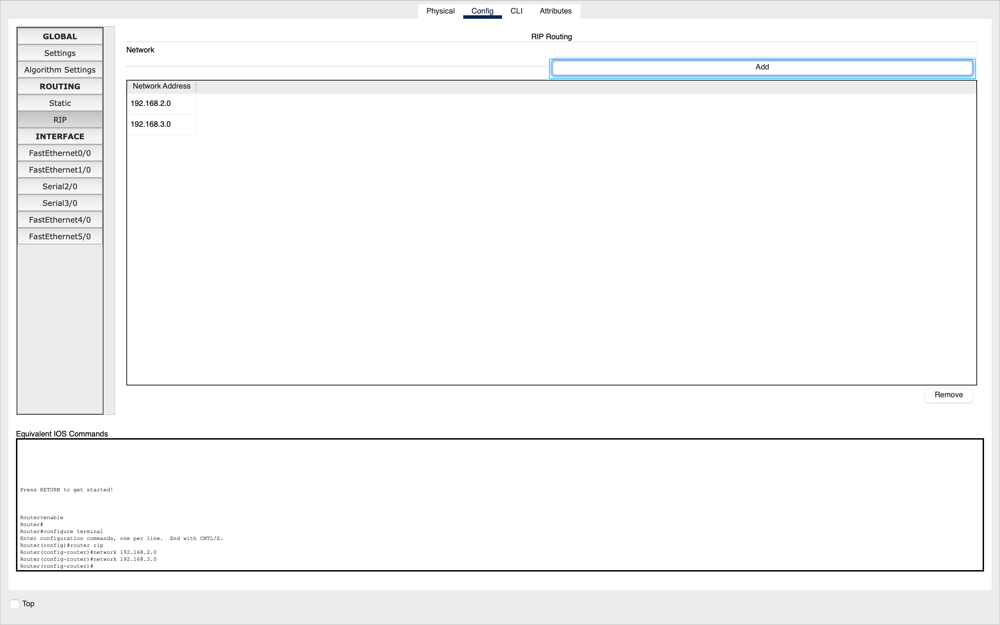 Physical Config CLI Attributes
GLOBAL
Settings
Algorithm Settings
ROUTING
Static
RIP
INTERFACE
FastEthernet0/0
FastEthernet1/0
Serial2/0
Serial3/0
FastEthernet4/0
FastEthernet5/0
RIP Routing
Network
Add
Network Address
192.168.2.0
192.168.3.0
Remove
Equivalent IOS Commands
Press RETURN to get started!
Router>enable
Router#
Router#configure terminal
Enter configuration commands, one per line.  End with CNTL/Z.
Router(config)#router rip
Router(config-router)#network 192.168.2.0
Router(config-router)#network 192.168.3.0
Router(config-router)#
Top